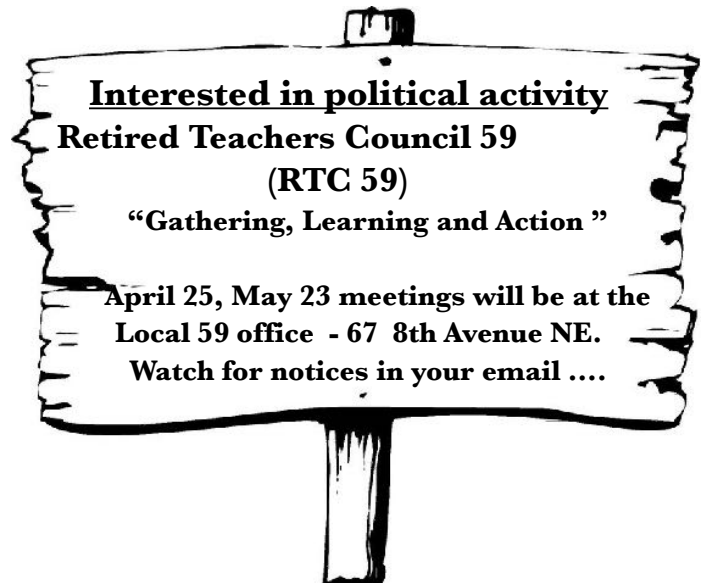 Interested in political activity
Retired Teachers Council 59
(RTC 59)
“Gathering, Learning and Action ”
April 25, May 23 meetings will be at the
Local 59 office  - 67  8th Avenue NE.
Watch for notices in your email ....